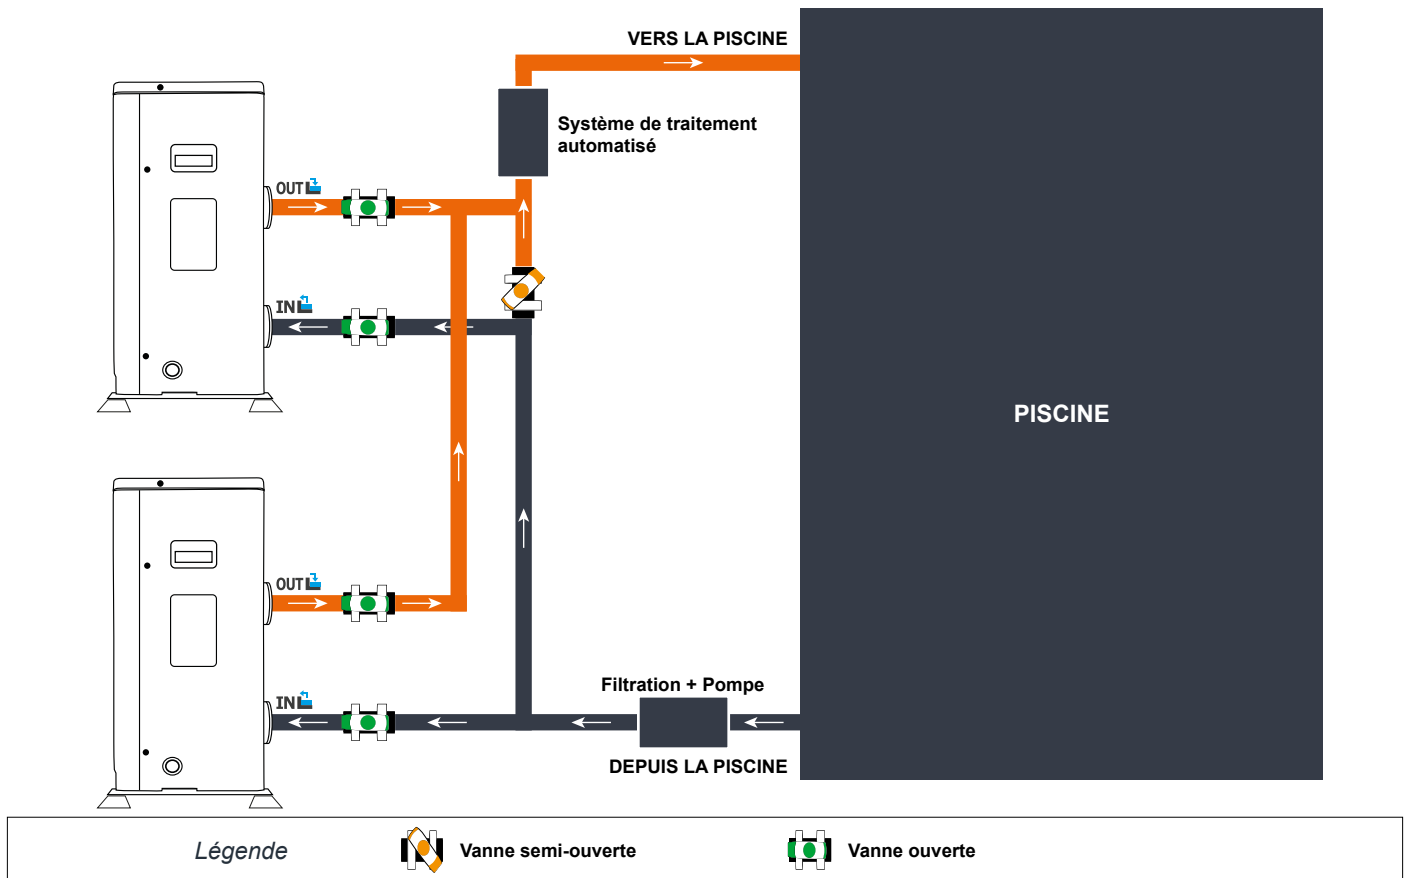 VERS LA PISCINE
Système de traitement
automatisé
OUT
IN
PISCINE
OUT
IN
Filtration + Pompe
DEPUIS LA PISCINE
Légende
Vanne semi-ouverte
Vanne ouverte